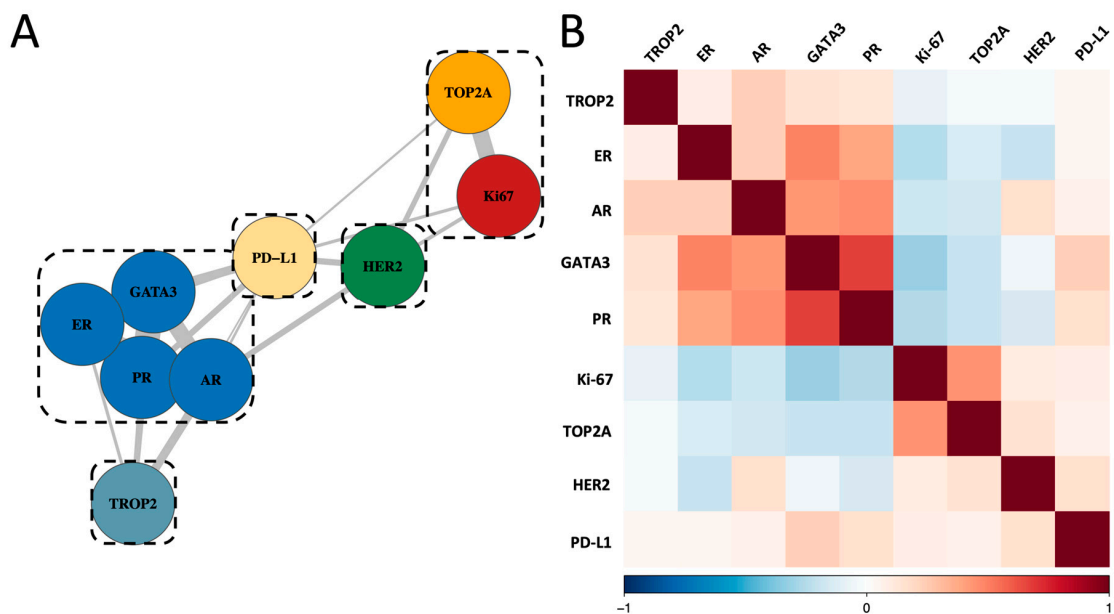 A
TOP2A
Ki67
PD-L1
HER2
GATA3
ER
PR
AR
TROP2
B
TROP2 ER AR GATA3 PR Ki-67 TOP2A HER2 PD-L1
TROP2
ER
AR
GATA3
PR
Ki-67
TOP2A
HER2
PD-L1
-1 0 1